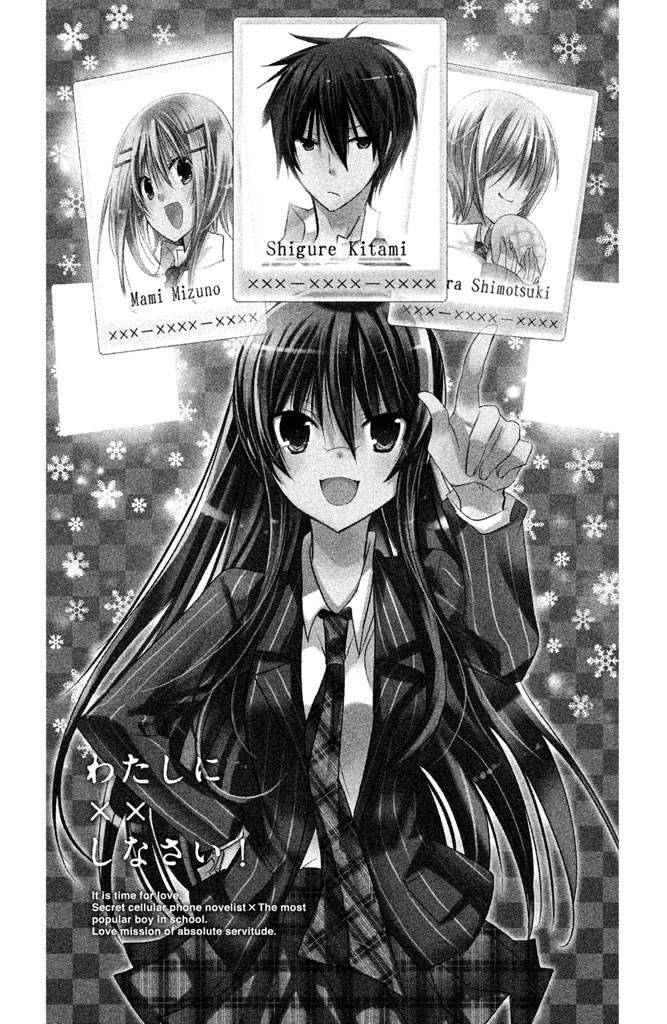 Shigure Kitami
×××－××××－××××
Mami Mizuno
×××－××××－××××
ra Shimotsuki
×××－××××－××××
わたしに
××
しなさい！
It is time for love.
Secret cellular phone novelist×The most
popular boy in school.
Love mission of absolute servitude.